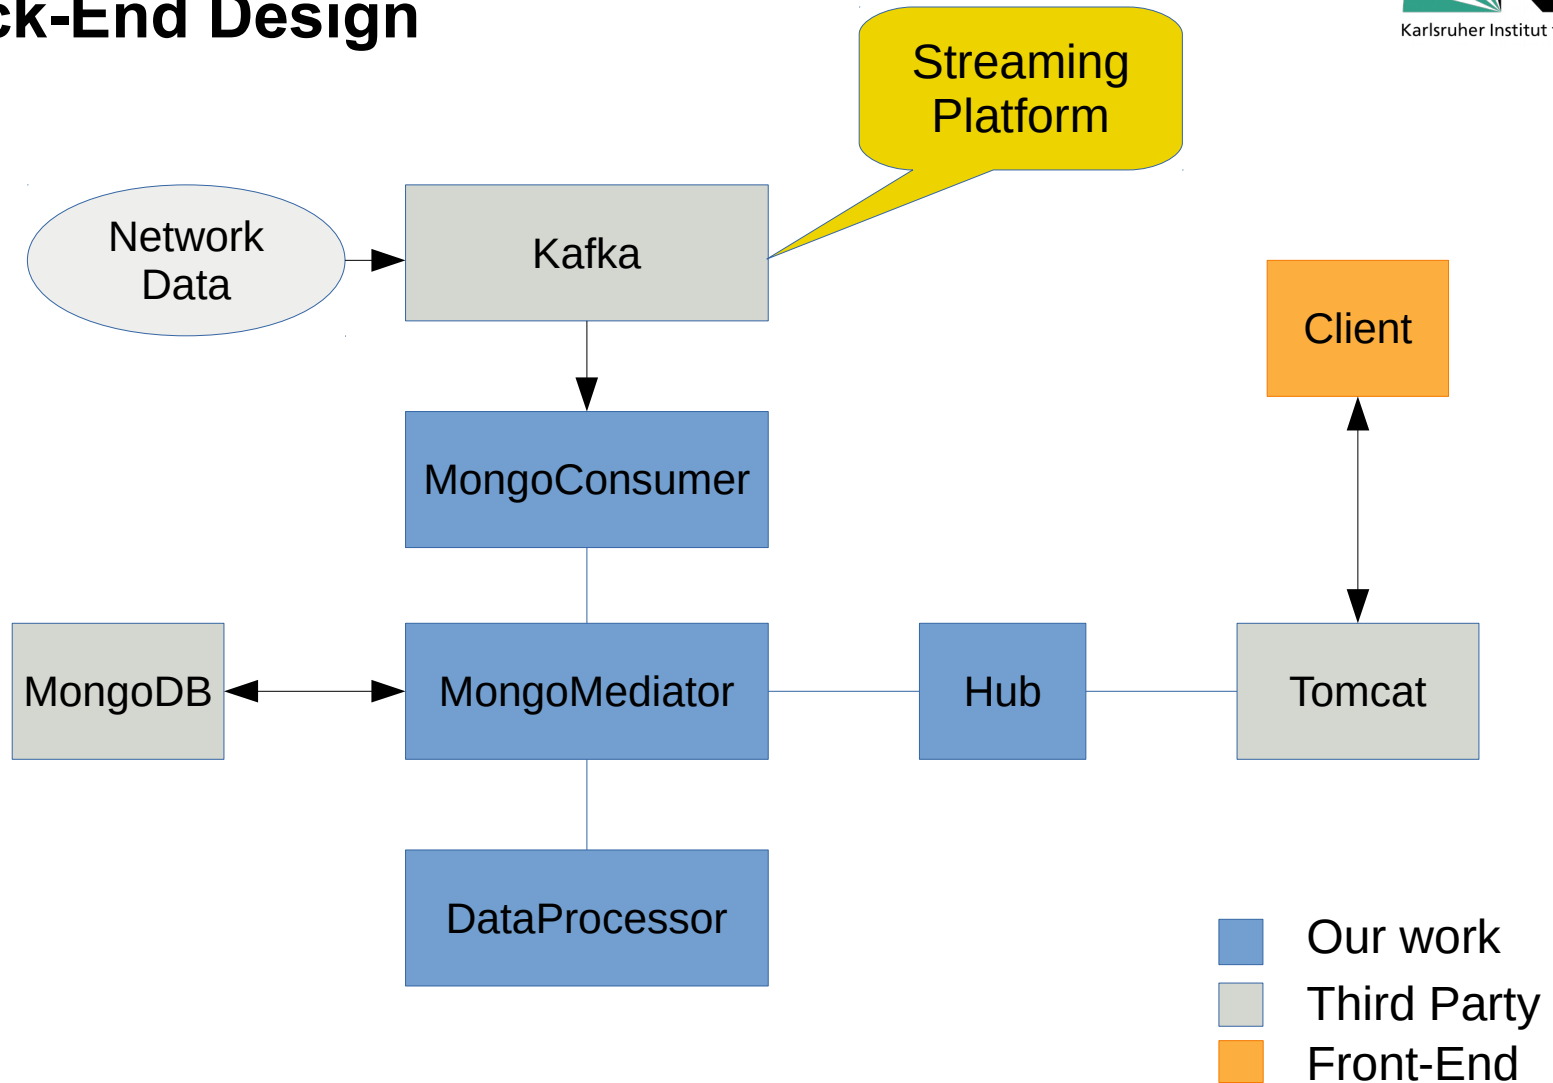 ck-End Design
Karlsruher Institut
Streaming
Platform
Network
Data
Kafka
Client
MongoConsumer
MongoDB
MongoMediator
Hub
Tomcat
DataProcessor
Our work
Third Party
Front-End